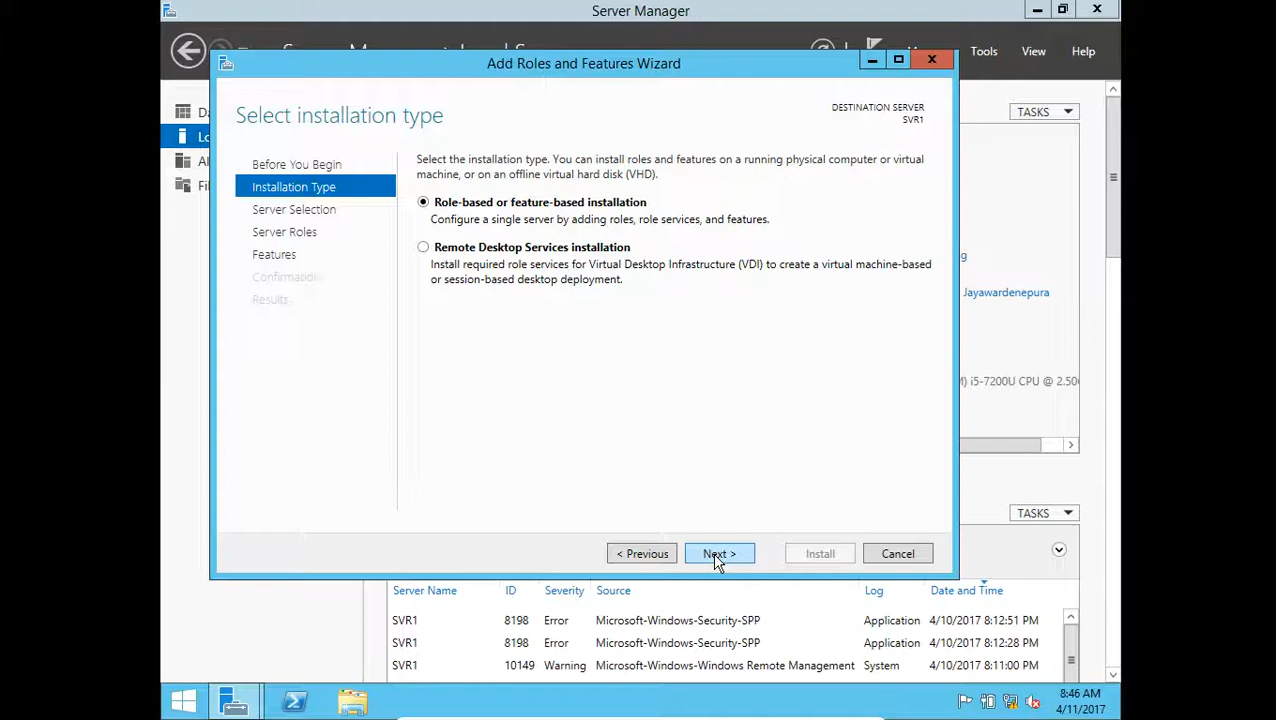 Server Manager
Tools View Help
Add Roles and Features Wizard
Select installation type
DESTINATION SERVER
SVR1
TASKS
Before You Begin
Installation Type
Server Selection
Server Roles
Features
Confirmation
Results
Select the installation type. You can install roles and features on a running physical computer or virtual
machine, or on an offline virtual hard disk (VHD).
Role-based or feature-based installation
Configure a single server by adding roles, role services, and features.
Remote Desktop Services installation
Install required role services for Virtual Desktop Infrastructure (VDI) to create a virtual machine-based
or session-based desktop deployment.
Jayawardenepura
i5-7200U CPU @ 2.50
TASKS
< Previous
Next >
Install
Cancel
Server Name ID Severity Source Log Date and Time
SVR1 8198 Error Microsoft-Windows-Security-SPP Application 4/10/2017 8:12:51 PM
SVR1 8198 Error Microsoft-Windows-Security-SPP Application 4/10/2017 8:12:28 PM
SVR1 10149 Warning Microsoft-Windows-Windows Remote Management System 4/10/2017 8:11:00 PM
8:46 AM
4/11/2017